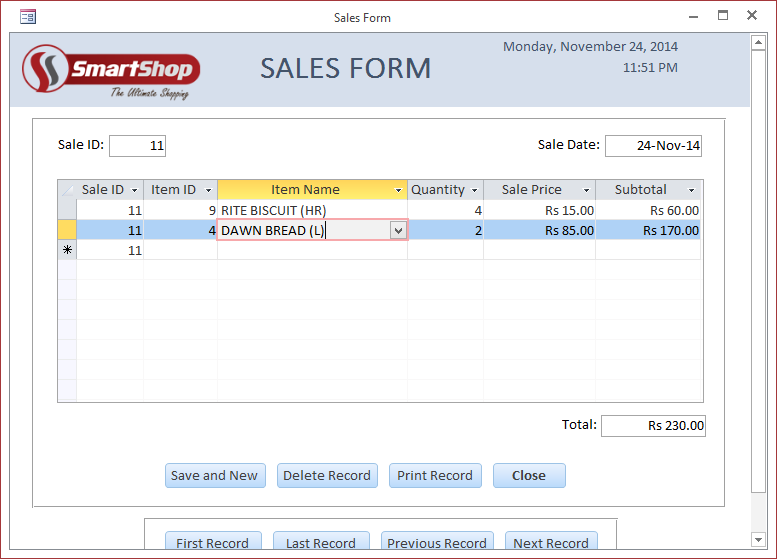 Sales Form
SmartShop
The Ultimate Shopping
SALES FORM
Monday, November 24, 2014
11:51 PM
Sale ID: 11
Sale Date: 24-Nov-14
Sale ID Item ID Item Name Quantity Sale Price Subtotal
11 9 RITE BISCUIT (HR) 4 Rs 15.00 Rs 60.00
11 4 DAWN BREAD (L) 2 Rs 85.00 Rs 170.00
* 11
Total: Rs 230.00
Save and New Delete Record Print Record Close
First Record Last Record Previous Record Next Record